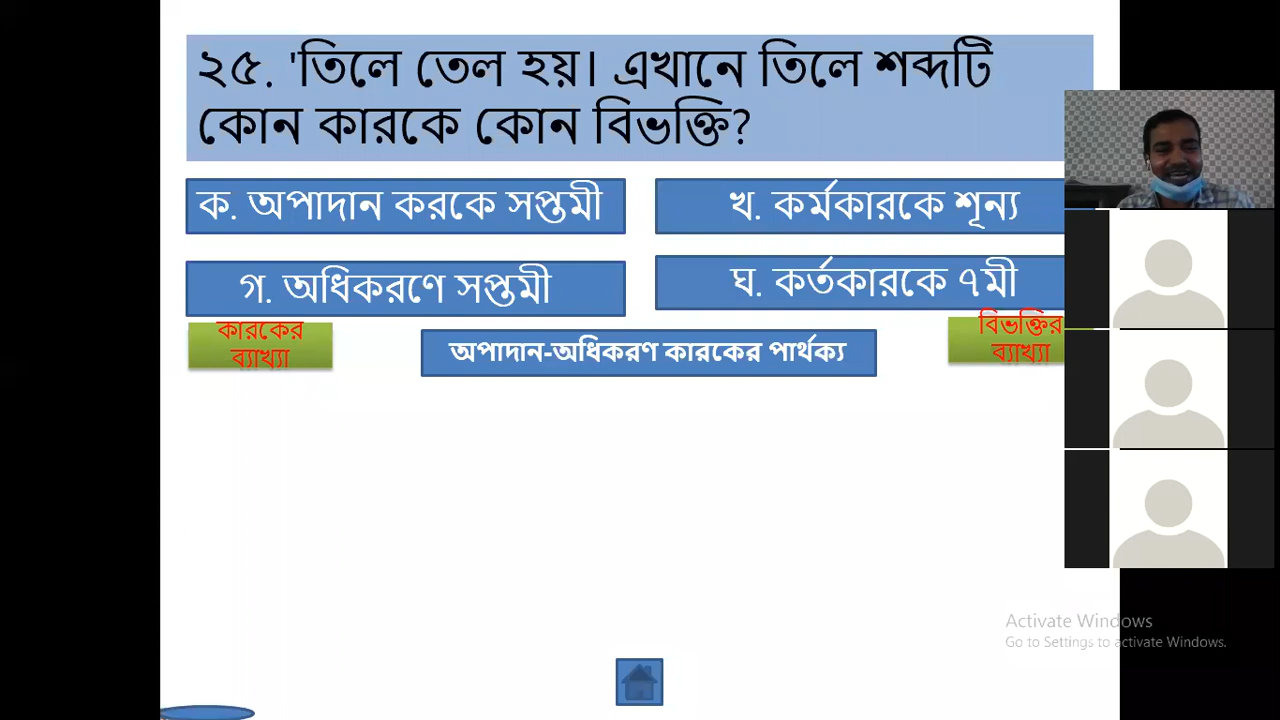 ২৫. 'তিলে তেল হয়। এখানে তিলে শব্দটি
কোন কারকে কোন বিভক্তি?
ক. অপাদান করকে সপ্তমী
খ. কর্মকারকে শূন্য
গ. অধিকরণে সপ্তমী
ঘ. কর্তকারকে ৭মী
কারকের
ব্যাখ্যা
অপাদান-অধিকরণ কারকের পার্থক্য
বিভক্তির
ব্যাখ্যা
Activate Windows
Go to Settings to activate Windows.